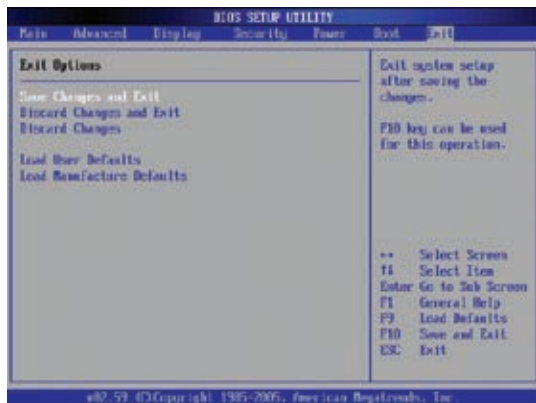 BIOS SETUP UTILITY
Main Advanced Display Security Power Boot Exit
Exit Options
Save Changes and Exit
Discard Changes and Exit
Discard Changes
Load User Defaults
Load Manufacture Defaults
Exit system setup
after saving the
changes.
F10 key can be used
for this operation.
↔ Select Screen
↑↓ Select Item
Enter Go to Sub Screen
F1 General Help
F9 Load Defaults
F10 Save and Exit
ESC Exit
v02.59 (C)Copyright 1985-2005, American Megatrends, Inc.